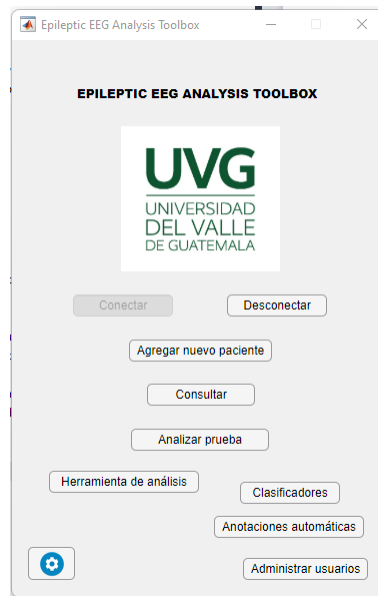 Epileptic EEG Analysis Toolbox
EPILEPTIC EEG ANALYSIS TOOLBOX
UVG
UNIVERSIDAD
DEL VALLE
DE GUATEMALA
Conectar
Desconectar
Agregar nuevo paciente
Consultar
Analizar prueba
Herramienta de análisis
Clasificadores
Anotaciones automáticas
Administrar usuarios